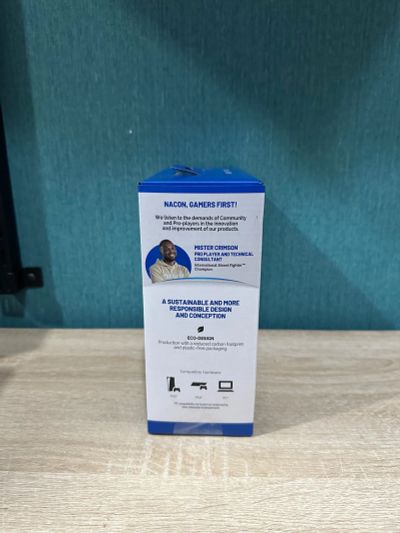 NACON, GAMERS FIRST!
We listen to the demands of Community
and Pro-players in the innovation
and improvement of our products.
MISTER CRIMSON
PRO PLAYER AND TECHNICAL
CONSULTANT
International Street Fighter™
Champion
A SUSTAINABLE AND MORE
RESPONSIBLE DESIGN
AND CONCEPTION
ECO-DESIGN
Production with a reduced carbon footprint
and plastic-free packaging
Compatible hardware